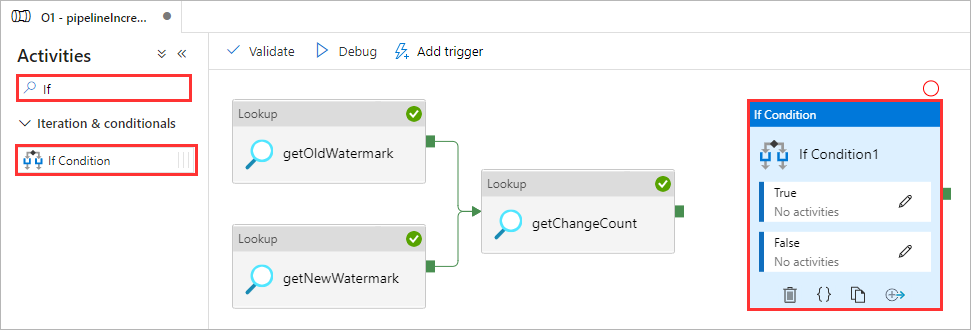 O1 - pipelineIncre...
Activities
If
Iteration & conditionals
If Condition
Validate
Debug
Add trigger
Lookup
getOldWatermark
Lookup
getNewWatermark
Lookup
getChangeCount
If Condition
If Condition1
True
No activities
False
No activities
{}